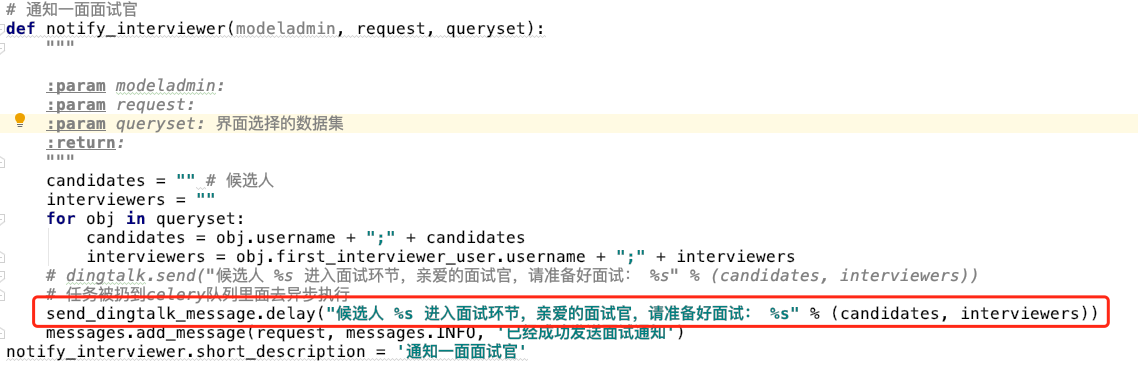 # 通知一面面试官
def notify_interviewer(modeladmin, request, queryset):
    """

    :param modeladmin:
    :param request:
    :param queryset: 界面选择的数据集
    :return:
    """
    candidates = "" # 候选人
    interviewers = ""
    for obj in queryset:
        candidates = obj.username + ";" + candidates
        interviewers = obj.first_interviewer_user.username + ";" + interviewers
    # dingtalk.send("候选人 %s 进入面试环节，亲爱的面试官，请准备好面试： %s" % (candidates, interviewers))
    # 任务被扔到celery队列里面去异步执行
    send_dingtalk_message.delay("候选人 %s 进入面试环节，亲爱的面试官，请准备好面试： %s" % (candidates, interviewers))
    messages.add_message(request, messages.INFO, '已经成功发送面试通知')
notify_interviewer.short_description = '通知一面面试官'